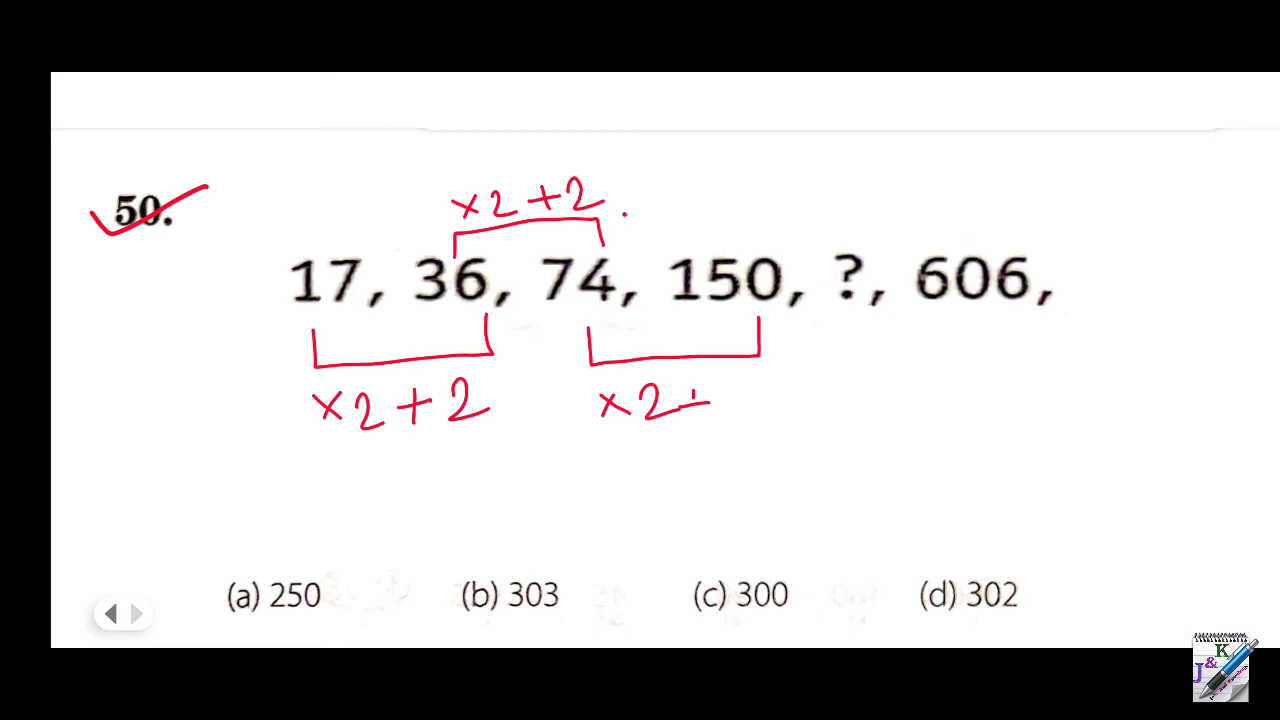 50.
×2 +2 .
17, 36, 74, 150, ?, 606,
×2+2 ×2+
(a) 250 (b) 303 (c) 300 (d) 302
J&K